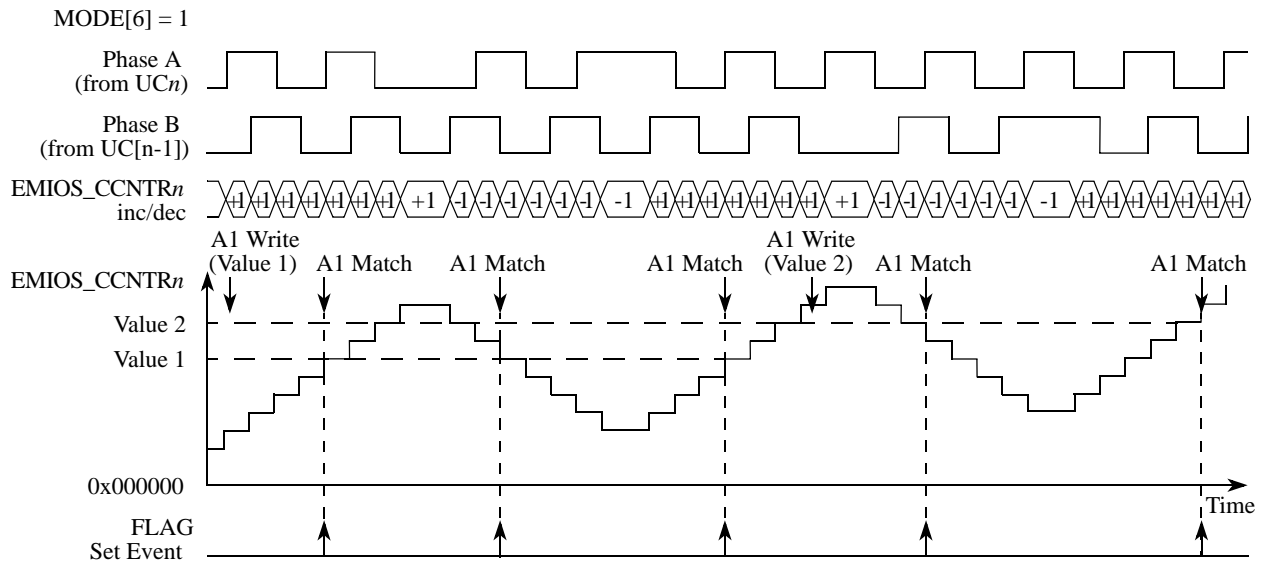 MODE[6] = 1
Phase A
(from UCn)
Phase B
(from UC[n-1])
EMIOS_CCNTRn
inc/dec
+1 +1 +1 +1 +1 +1 +1 +1 -1 -1 -1 -1 -1 -1 -1 +1 +1 +1 +1 +1 +1 +1 +1 -1 -1 -1 -1 -1 -1 -1 +1 +1 +1 +1 +1 +1 +1
A1 Write
(Value 1)
A1 Match
A1 Match
A1 Match
A1 Write
(Value 2)
A1 Match
A1 Match
EMIOS_CCNTRn
Value 2
Value 1
0x000000
Time
FLAG
Set Event